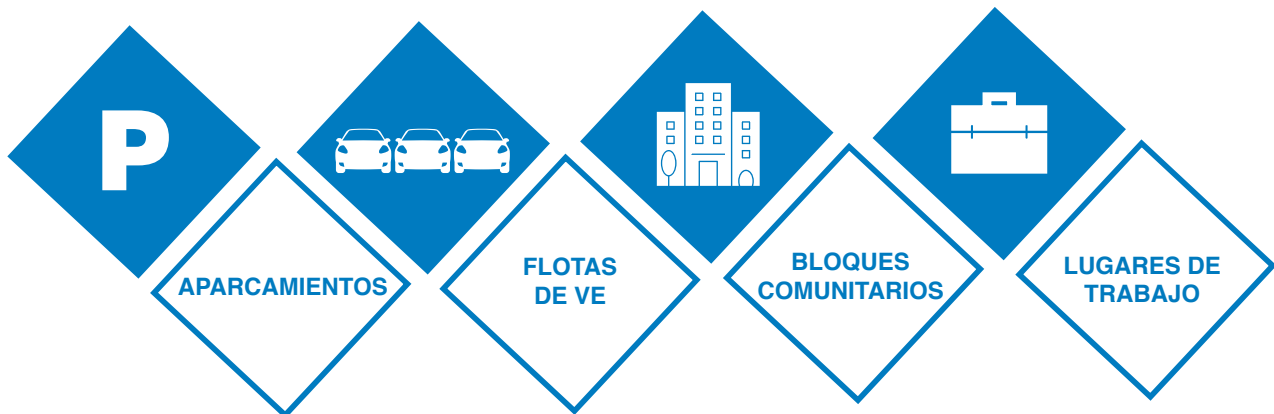 P
APARCAMIENTOS
FLOTAS
DE VE
BLOQUES
COMUNITARIOS
LUGARES DE
TRABAJO